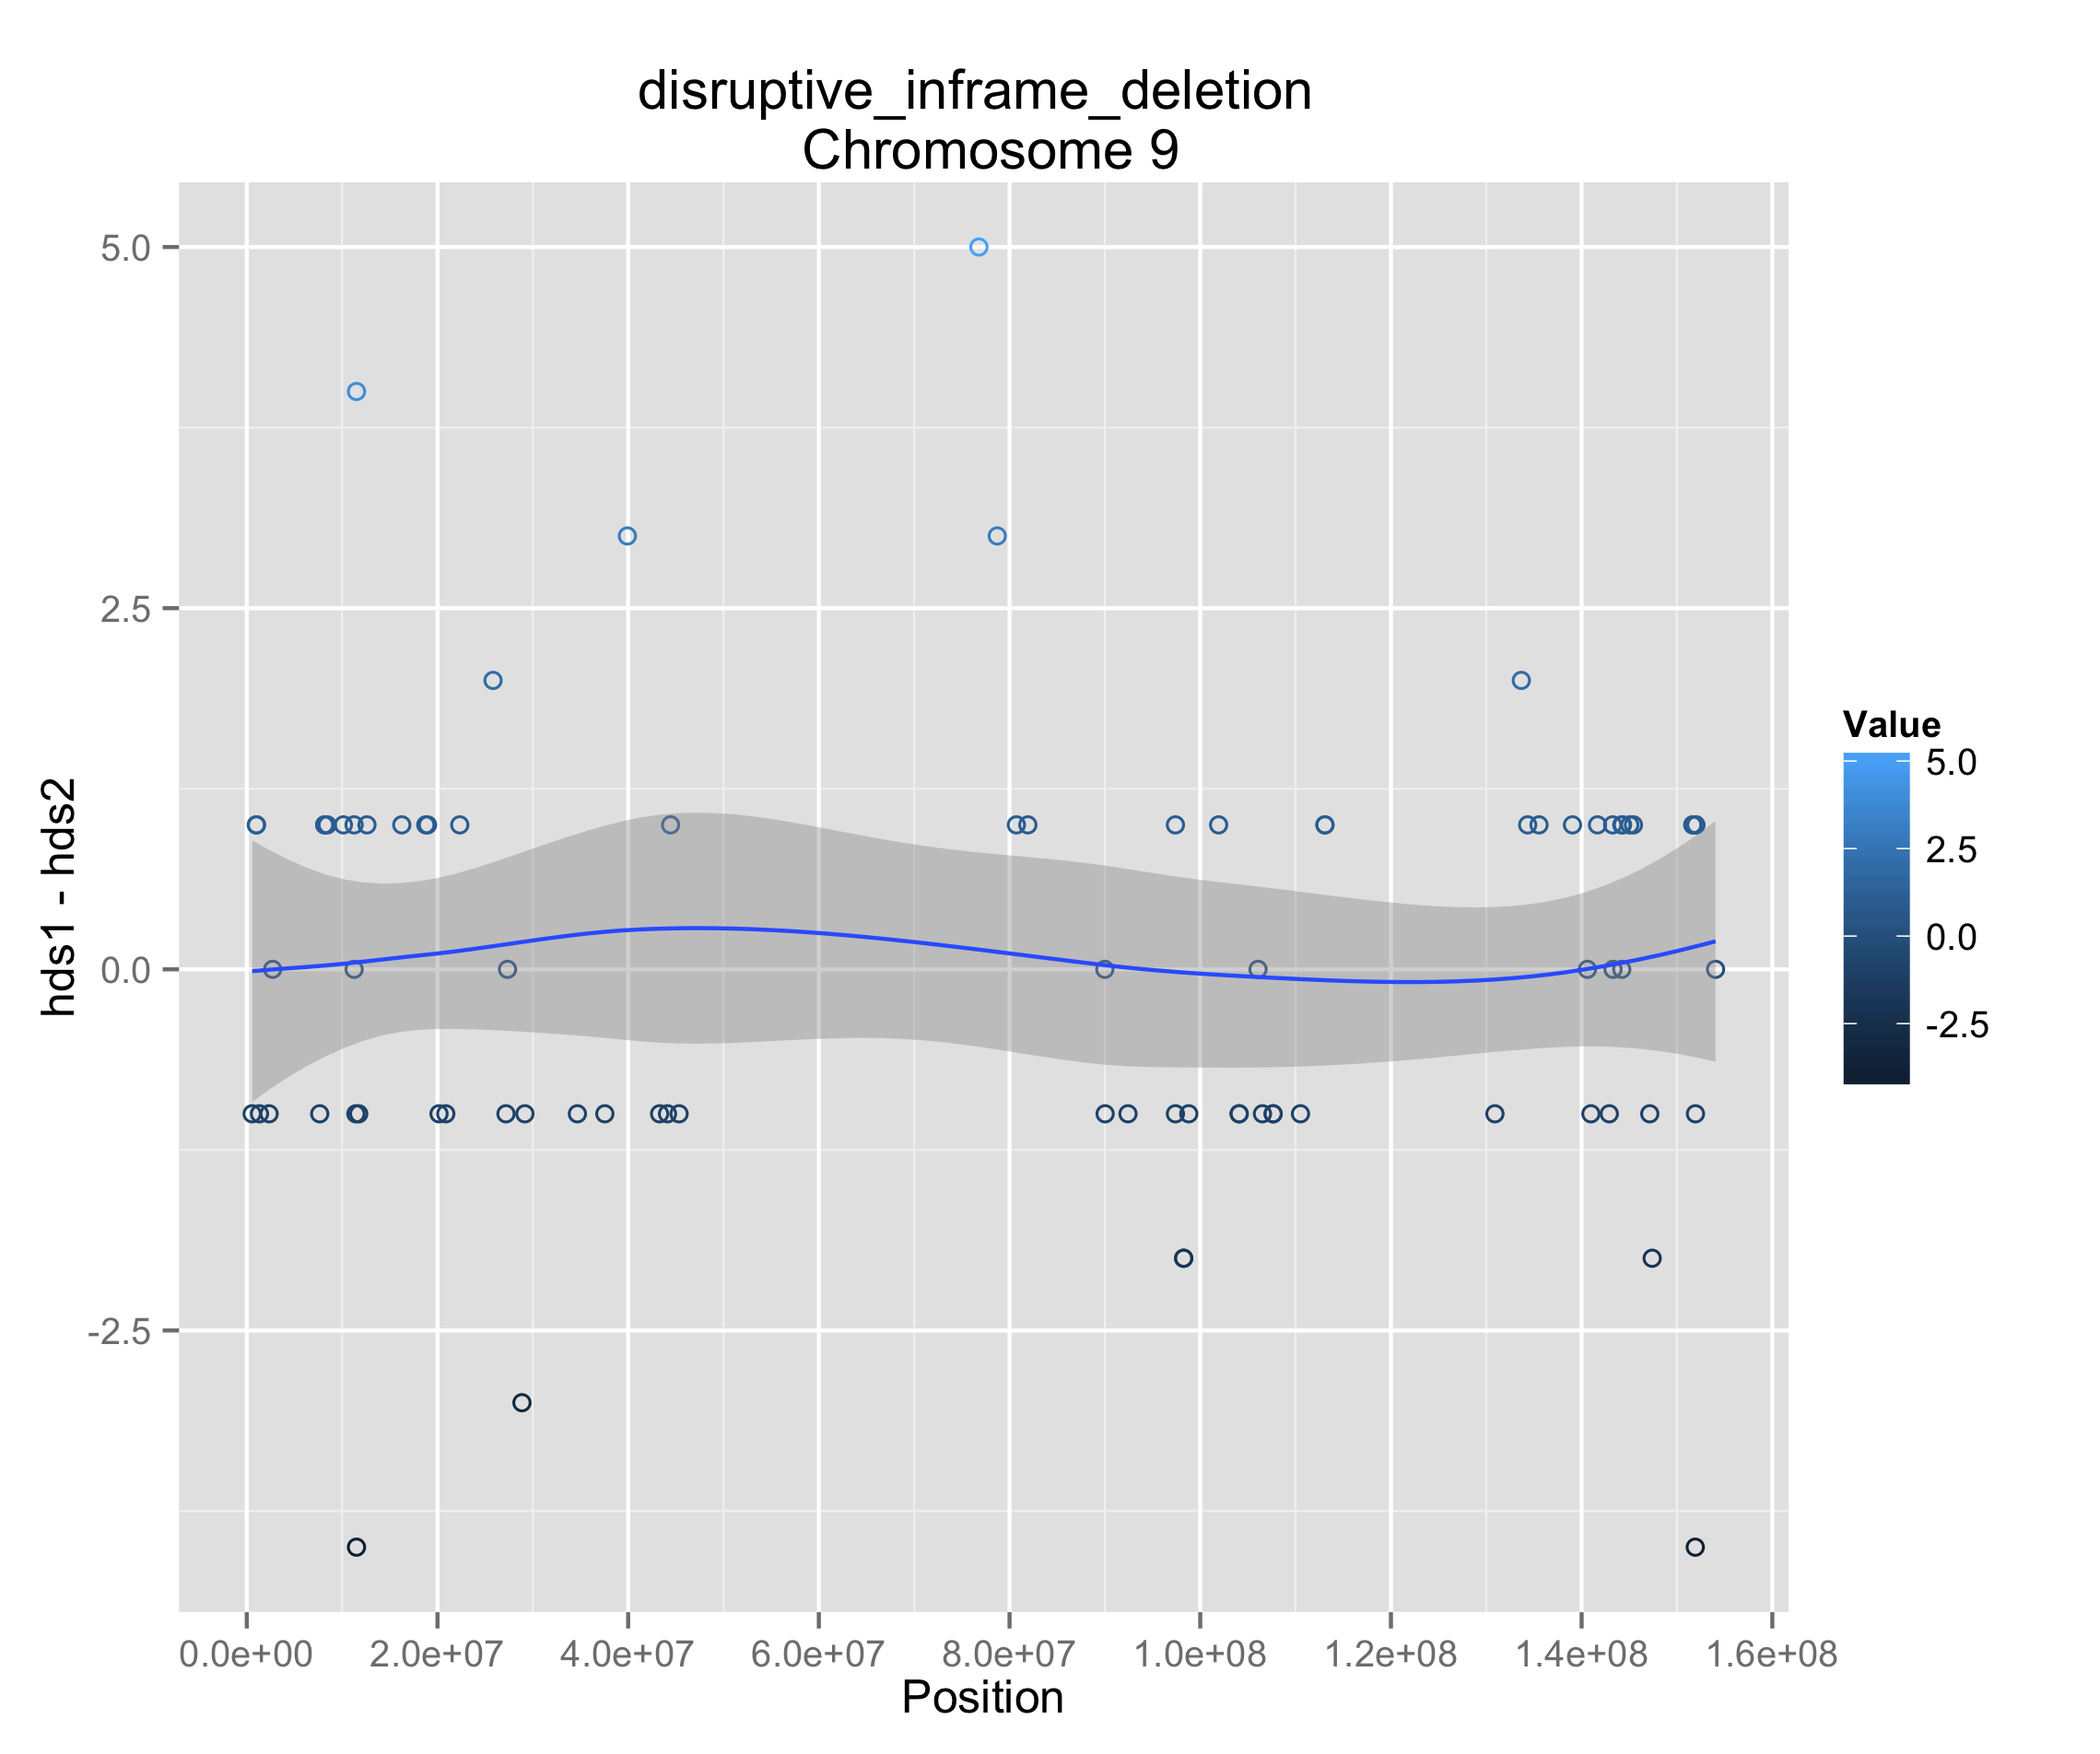 disruptive_inframe_deletion
Chromosome 9
5.0
2.5
0.0
-2.5
hds1 - hds2
0.0e+00 2.0e+07 4.0e+07 6.0e+07 8.0e+07 1.0e+08 1.2e+08 1.4e+08 1.6e+08
Position
Value
5.0
2.5
0.0
-2.5